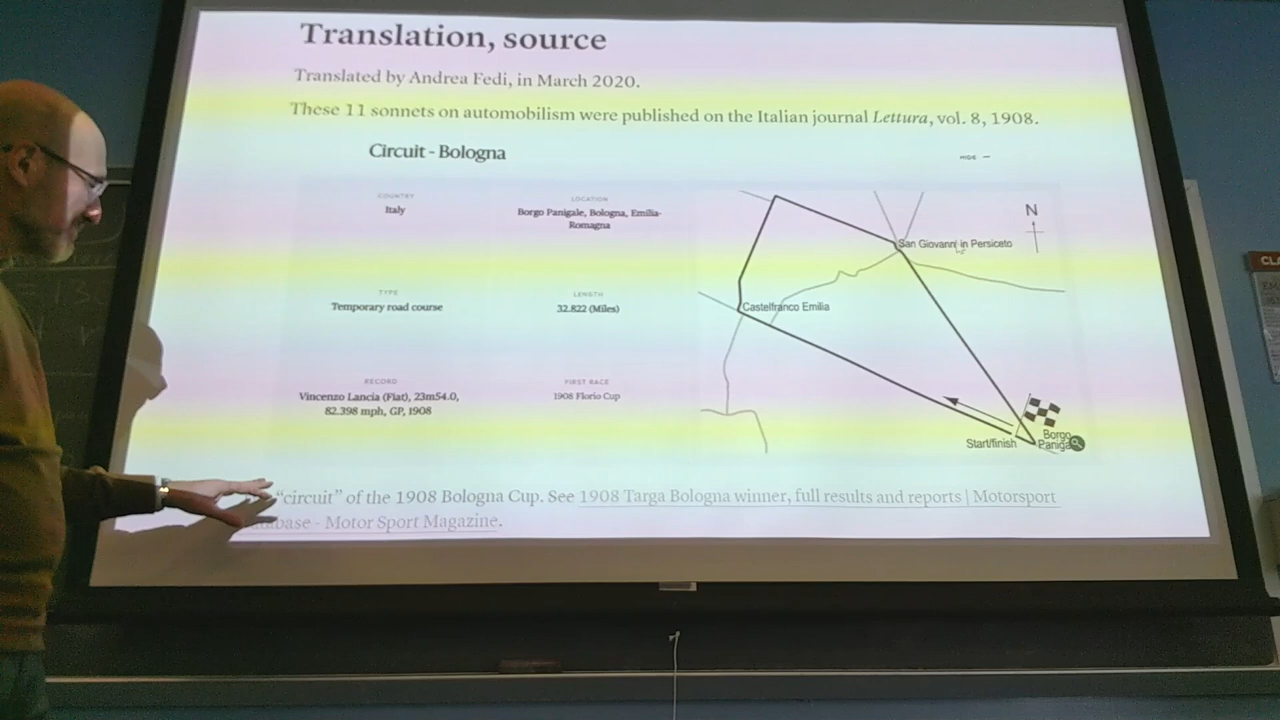 Translation, source
Translated by Andrea Fedi, in March 2020.
These 11 sonnets on automobilism were published on the Italian journal Lettura, vol. 8, 1908.
Circuit - Bologna
HIDE —
COUNTRY
Italy
LOCATION
Borgo Panigale, Bologna, Emilia-
Romagna
TYPE
Temporary road course
LENGTH
32.822 (Miles)
RECORD
Vincenzo Lancia (Fiat), 23m54.0,
82.398 mph, GP, 1908
FIRST RACE
1908 Florio Cup
N
San Giovanni in Persiceto
Castelfranco Emilia
Start/finish
Borgo
"circuit" of the 1908 Bologna Cup. See 1908 Targa Bologna winner, full results and reports | Motorsport
- Motor Sport Magazine.